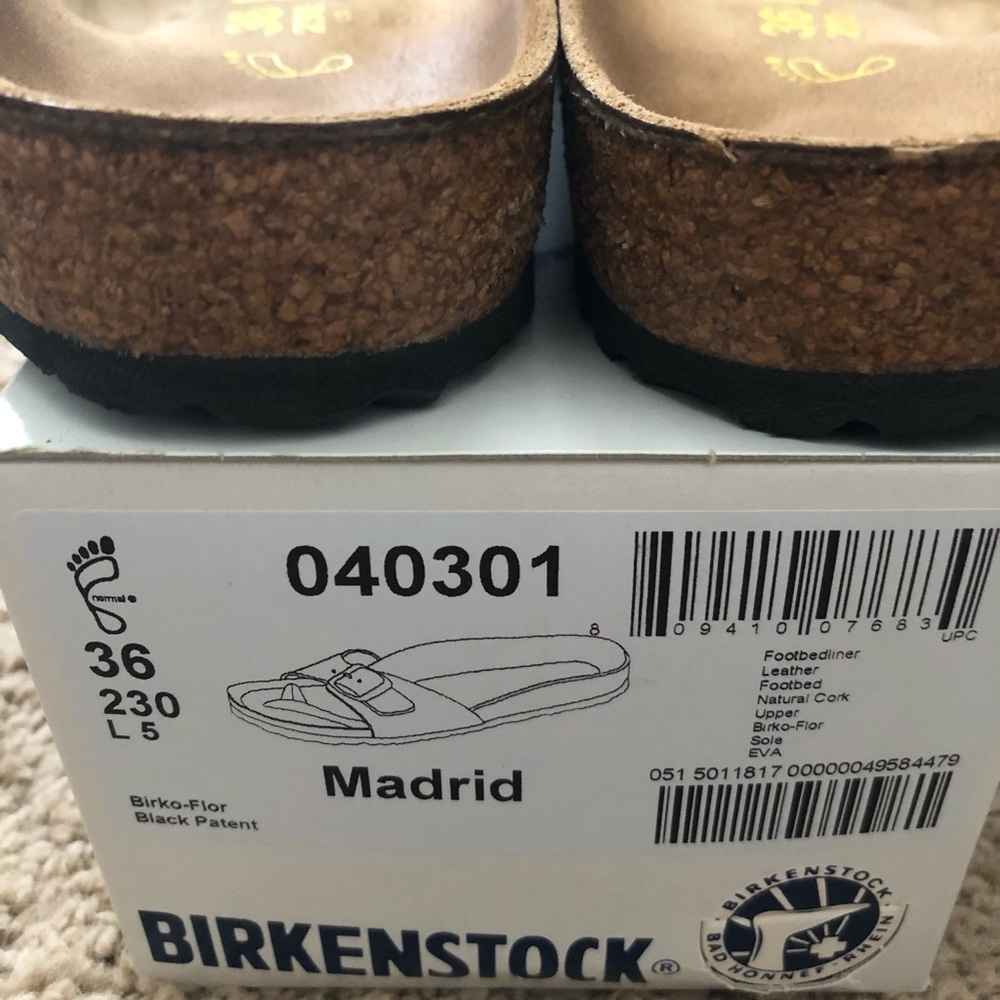 normal
040301
36
230
L 5
8 09410 07683
UPC
Footbedliner
Leather
Footbed
Natural Cork
Upper
Birko-Flor
Sole
EVA
051 5011817 00000049584479
Madrid
Birko-Flor
Black Patent
BIRKENSTOCK®
BIRKENSTOCK
BAD HONNEF · RHEIN